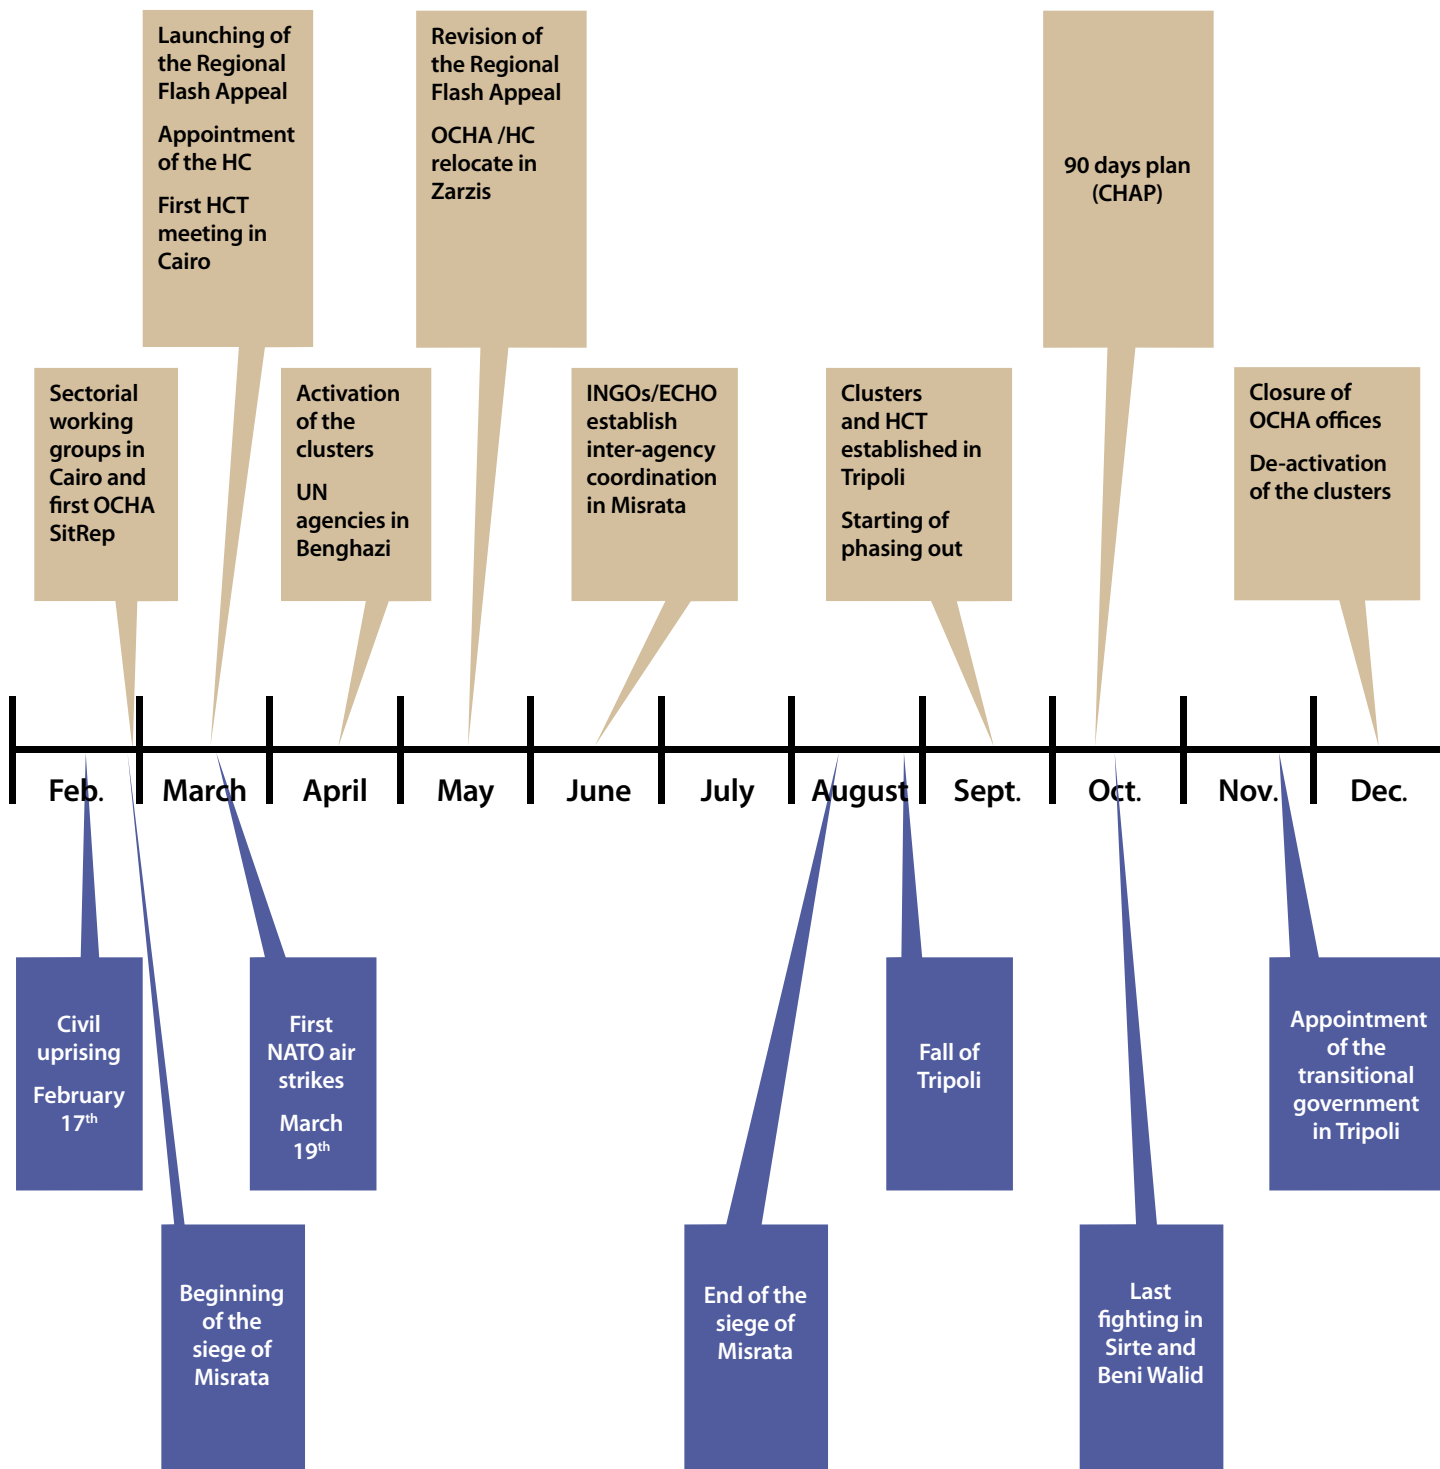 Launching of
the Regional
Flash Appeal
Appointment
of the HC
First HCT
meeting in
Cairo
Revision of
the Regional
Flash Appeal
OCHA /HC
relocate in
Zarzis
90 days plan
(CHAP)
Sectorial
working
groups in
Cairo and
first OCHA
SitRep
Activation
of the
clusters
UN
agencies in
Benghazi
INGOs/ECHO
establish
inter-agency
coordination
in Misrata
Clusters
and HCT
established in
Tripoli
Starting of
phasing out
Closure of
OCHA offices
De-activation
of the clusters
Feb.
March
April
May
June
July
August
Sept.
Oct.
Nov.
Dec.
Civil
uprising
February
17th
First
NATO air
strikes
March
19th
Fall of
Tripoli
Appointment
of the
transitional
government
in Tripoli
Beginning
of the
siege of
Misrata
End of the
siege of
Misrata
Last
fighting in
Sirte and
Beni Walid